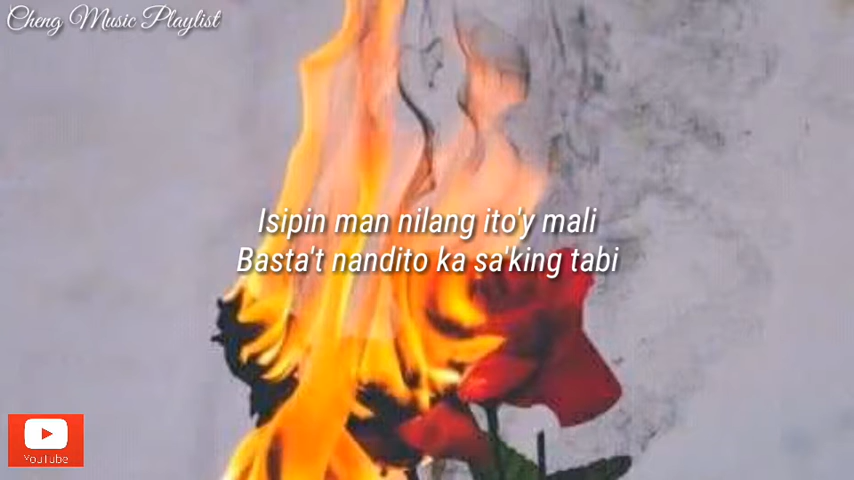 Cheng Music Playlist
Isipin man nilang ito'y mali
Basta't nandito ka sa'king tabi
YouTube